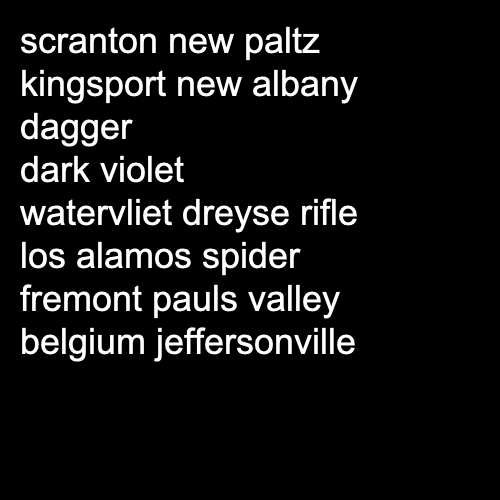 scranton new paltz
kingsport new albany
dagger
dark violet
watervliet dreyse rifle
los alamos spider
fremont pauls valley
belgium jeffersonville